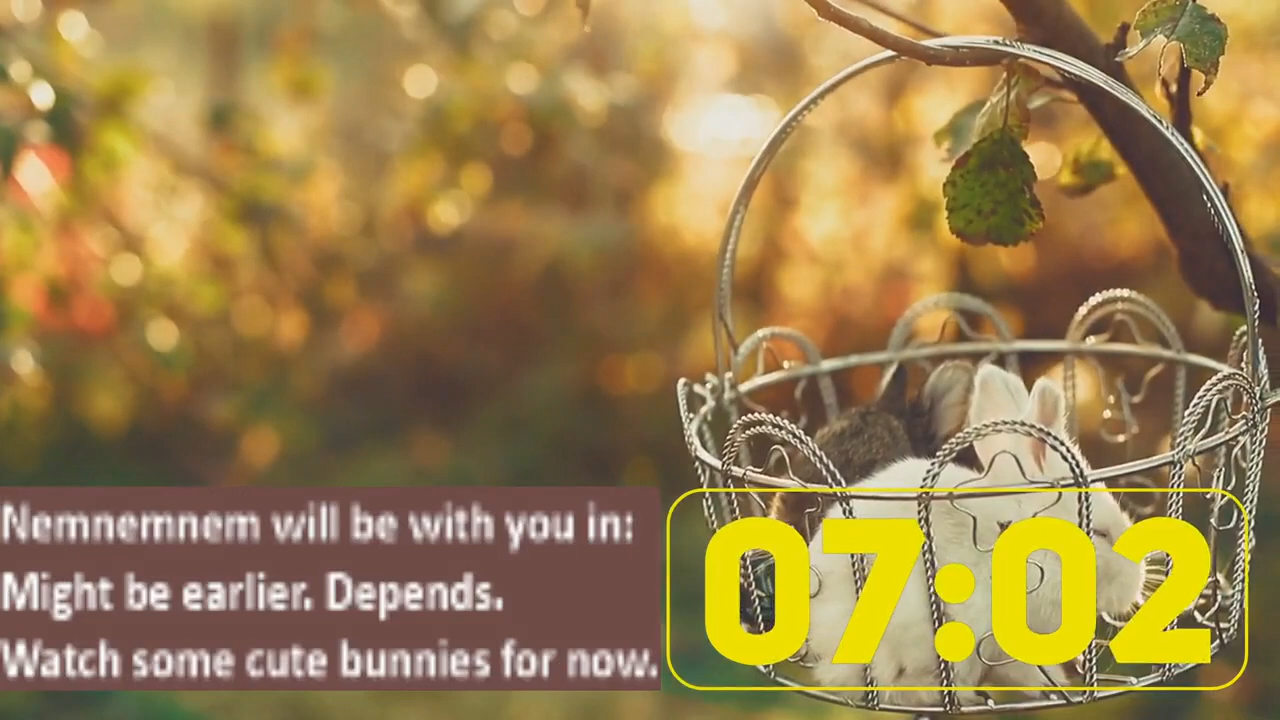 Nemnemnem will be with you in:
Might be earlier. Depends.
Watch some cute bunnies for now.
07:02